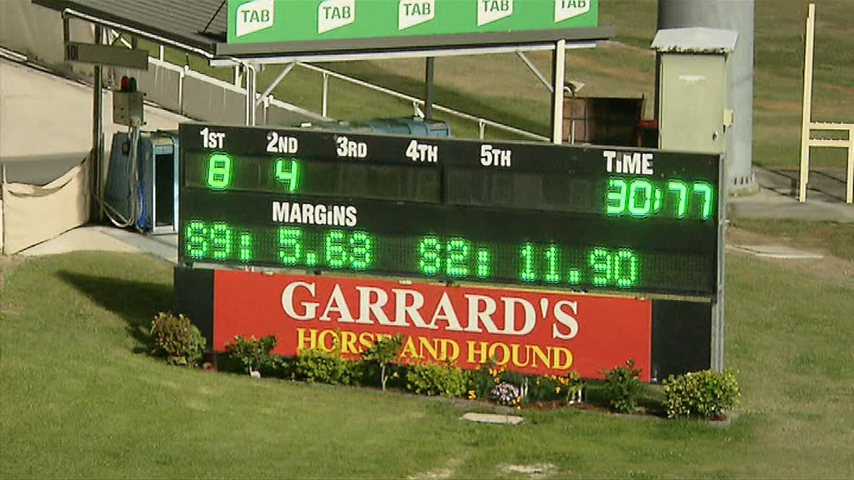 TAB TAB TAB TAB TAB
1ST 2ND 3RD 4TH 5TH TIME
8 4 30:77
MARGINS
S9: 5.63 S2: 11.90
GARRARD'S
HORSE AND HOUND